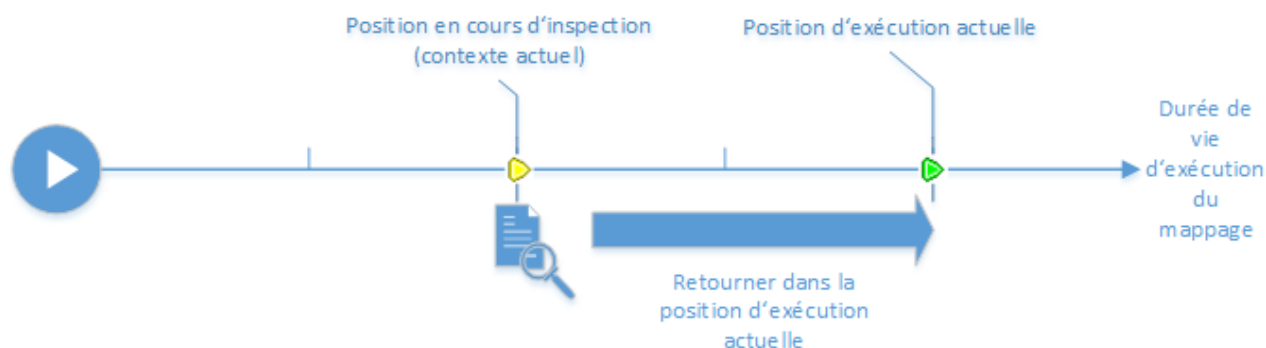 Position en cours d‘inspection
(contexte actuel)
Position d‘exécution actuelle
Durée de
vie
d‘exécution
du
mappage
Retourner dans la
position d‘exécution
actuelle